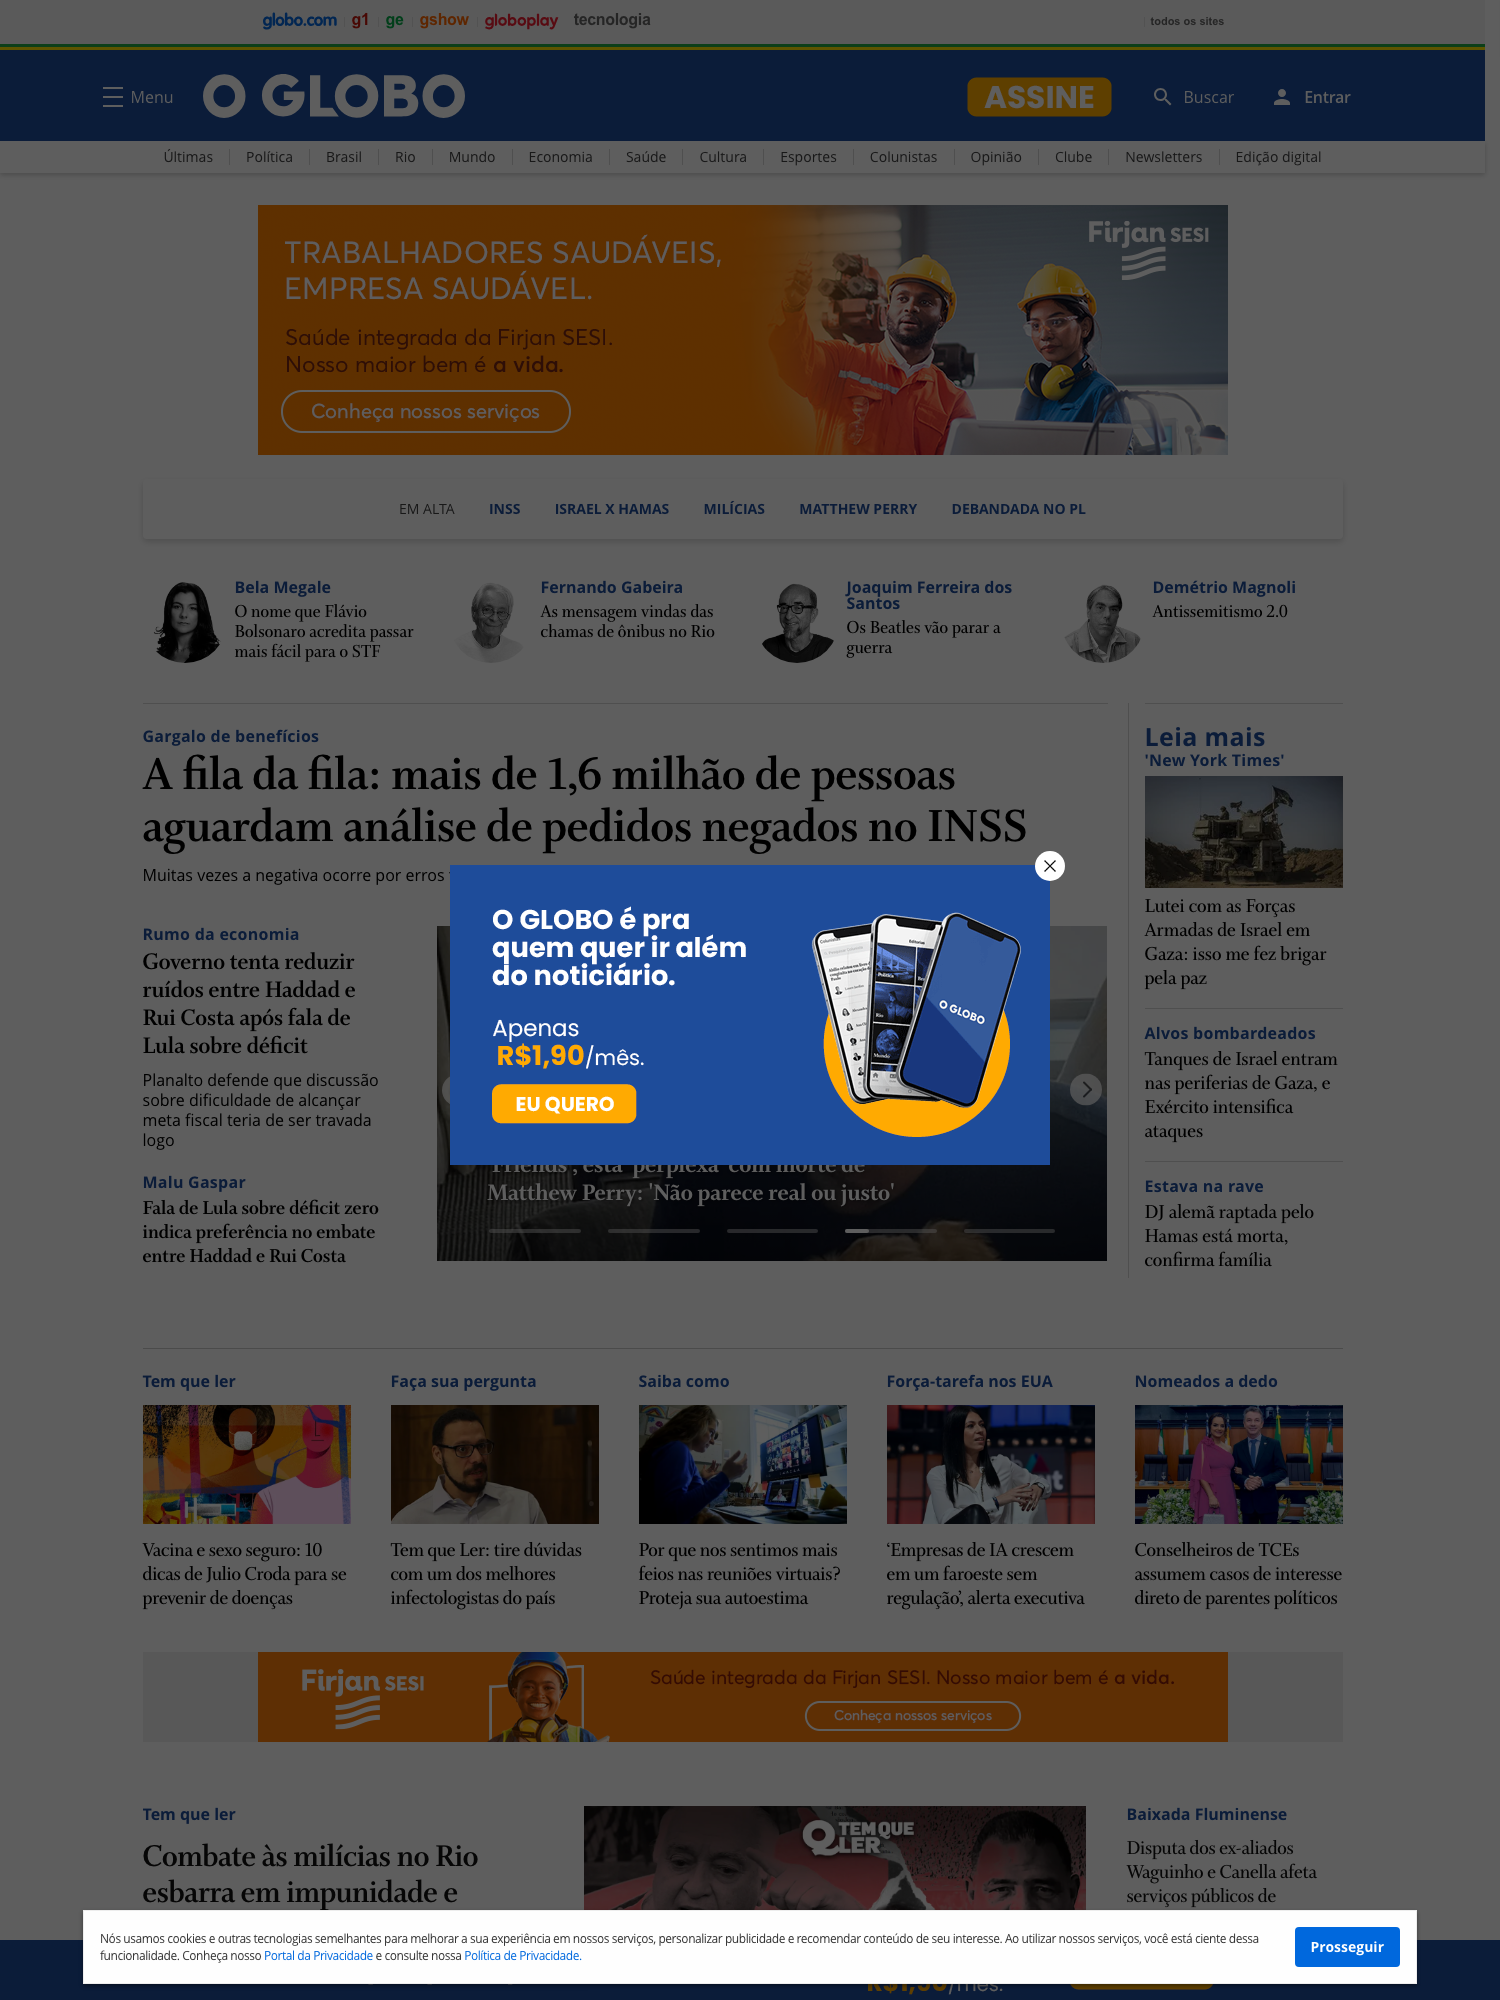 globo.com g1 ge gshow globoplay tecnologia todos os sites
Menu O GLOBO ASSINE Buscar Entrar
Últimas Política Brasil Rio Mundo Economia Saúde Cultura Esportes Colunistas Opinião Clube Newsletters Edição digital
TRABALHADORES SAUDÁVEIS,
EMPRESA SAUDÁVEL.
Saúde integrada da Firjan SESI.
Nosso maior bem é a vida.
Conheça nossos serviços
Firjan SESI
EM ALTA INSS ISRAEL X HAMAS MILÍCIAS MATTHEW PERRY DEBANDADA NO PL
Bela Megale
O nome que Flávio
Bolsonaro acredita passar
mais fácil para o STF
Fernando Gabeira
As mensagem vindas das
chamas de ônibus no Rio
Joaquim Ferreira dos
Santos
Os Beatles vão parar a
guerra
Demétrio Magnoli
Antissemitismo 2.0
Gargalo de benefícios
A fila da fila: mais de 1,6 milhão de pessoas
aguardam análise de pedidos negados no INSS
Muitas vezes a negativa ocorre por erros
Rumo da economia
Governo tenta reduzir
ruídos entre Haddad e
Rui Costa após fala de
Lula sobre déficit
Planalto defende que discussão
sobre dificuldade de alcançar
meta fiscal teria de ser travada
logo
Malu Gaspar
Fala de Lula sobre déficit zero
indica preferência no embate
entre Haddad e Rui Costa
O GLOBO é pra
quem quer ir além
do noticiário.
Apenas
R$1,90/mês.
EU QUERO
O GLOBO
'Friends', está 'perplexa' com morte de
Matthew Perry: 'Não parece real ou justo'
Leia mais
'New York Times'
Lutei com as Forças
Armadas de Israel em
Gaza: isso me fez brigar
pela paz
Alvos bombardeados
Tanques de Israel entram
nas periferias de Gaza, e
Exército intensifica
ataques
Estava na rave
DJ alemã raptada pelo
Hamas está morta,
confirma família
Tem que ler
Vacina e sexo seguro: 10
dicas de Julio Croda para se
prevenir de doenças
Faça sua pergunta
Tem que Ler: tire dúvidas
com um dos melhores
infectologistas do país
Saiba como
Por que nos sentimos mais
feios nas reuniões virtuais?
Proteja sua autoestima
Força-tarefa nos EUA
‘Empresas de IA crescem
em um faroeste sem
regulação’, alerta executiva
Nomeados a dedo
Conselheiros de TCEs
assumem casos de interesse
direto de parentes políticos
Firjan SESI
Saúde integrada da Firjan SESI. Nosso maior bem é a vida.
Conheça nossos serviços
Tem que ler
Combate às milícias no Rio
esbarra em impunidade e
TEM QUE
LER
Baixada Fluminense
Disputa dos ex-aliados
Waguinho e Canella afeta
serviços públicos de
Nós usamos cookies e outras tecnologias semelhantes para melhorar a sua experiência em nossos serviços, personalizar publicidade e recomendar conteúdo de seu interesse. Ao utilizar nossos serviços, você está ciente dessa
funcionalidade. Conheça nosso Portal da Privacidade e consulte nossa Política de Privacidade.
Prosseguir
R$1,90/mês.